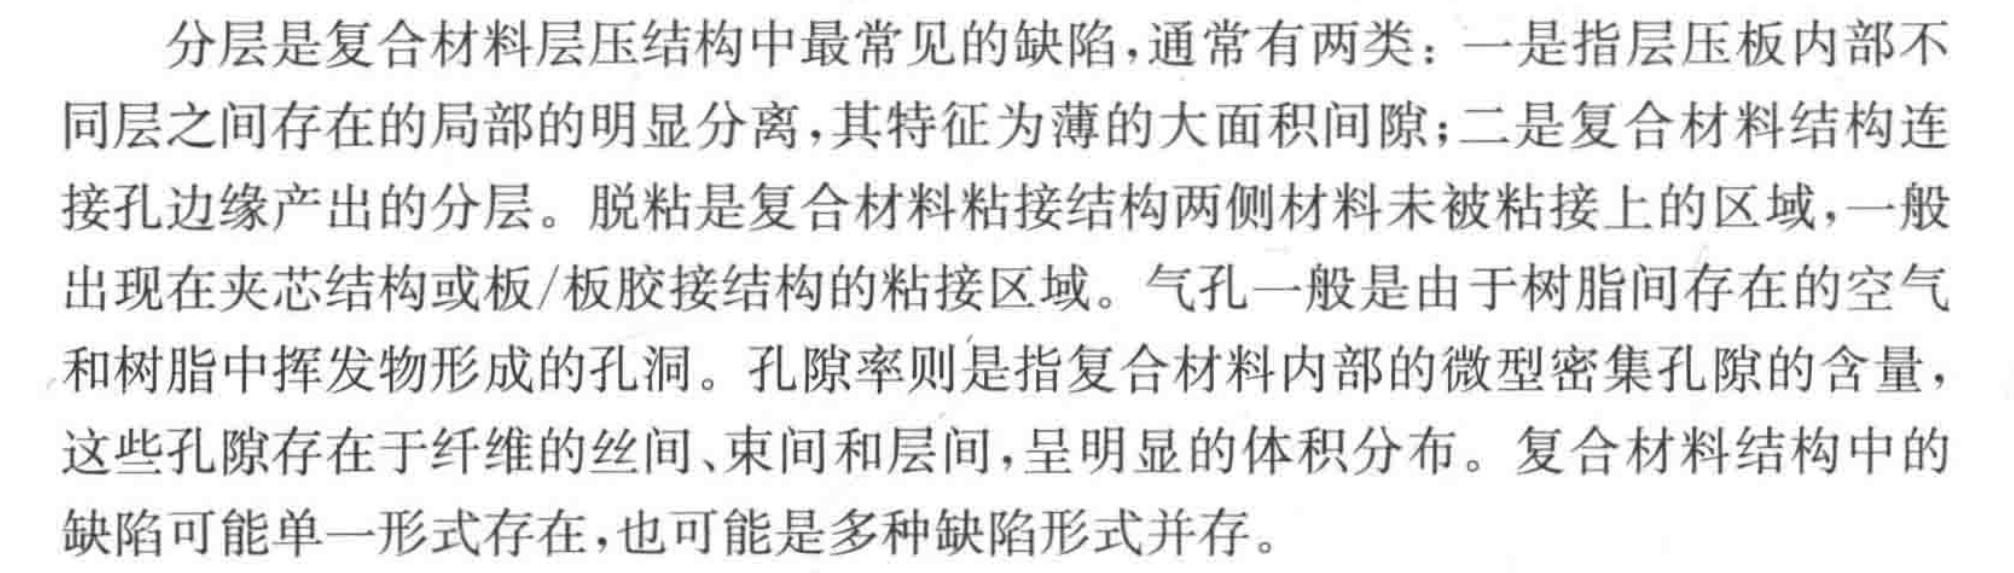 分层是复合材料层压结构中最常见的缺陷,通常有两类:一是指层压板内部不
同层之间存在的局部的明显分离,其特征为薄的大面积间隙;二是复合材料结构连
接孔边缘产出的分层。脱粘是复合材料粘接结构两侧材料未被粘接上的区域,一般
出现在夹芯结构或板/板胶接结构的粘接区域。气孔一般是由于树脂间存在的空气
和树脂中挥发物形成的孔洞。孔隙率则是指复合材料内部的微型密集孔隙的含量,
这些孔隙存在于纤维的丝间、束间和层间,呈明显的体积分布。复合材料结构中的
缺陷可能单一形式存在,也可能是多种缺陷形式并存。